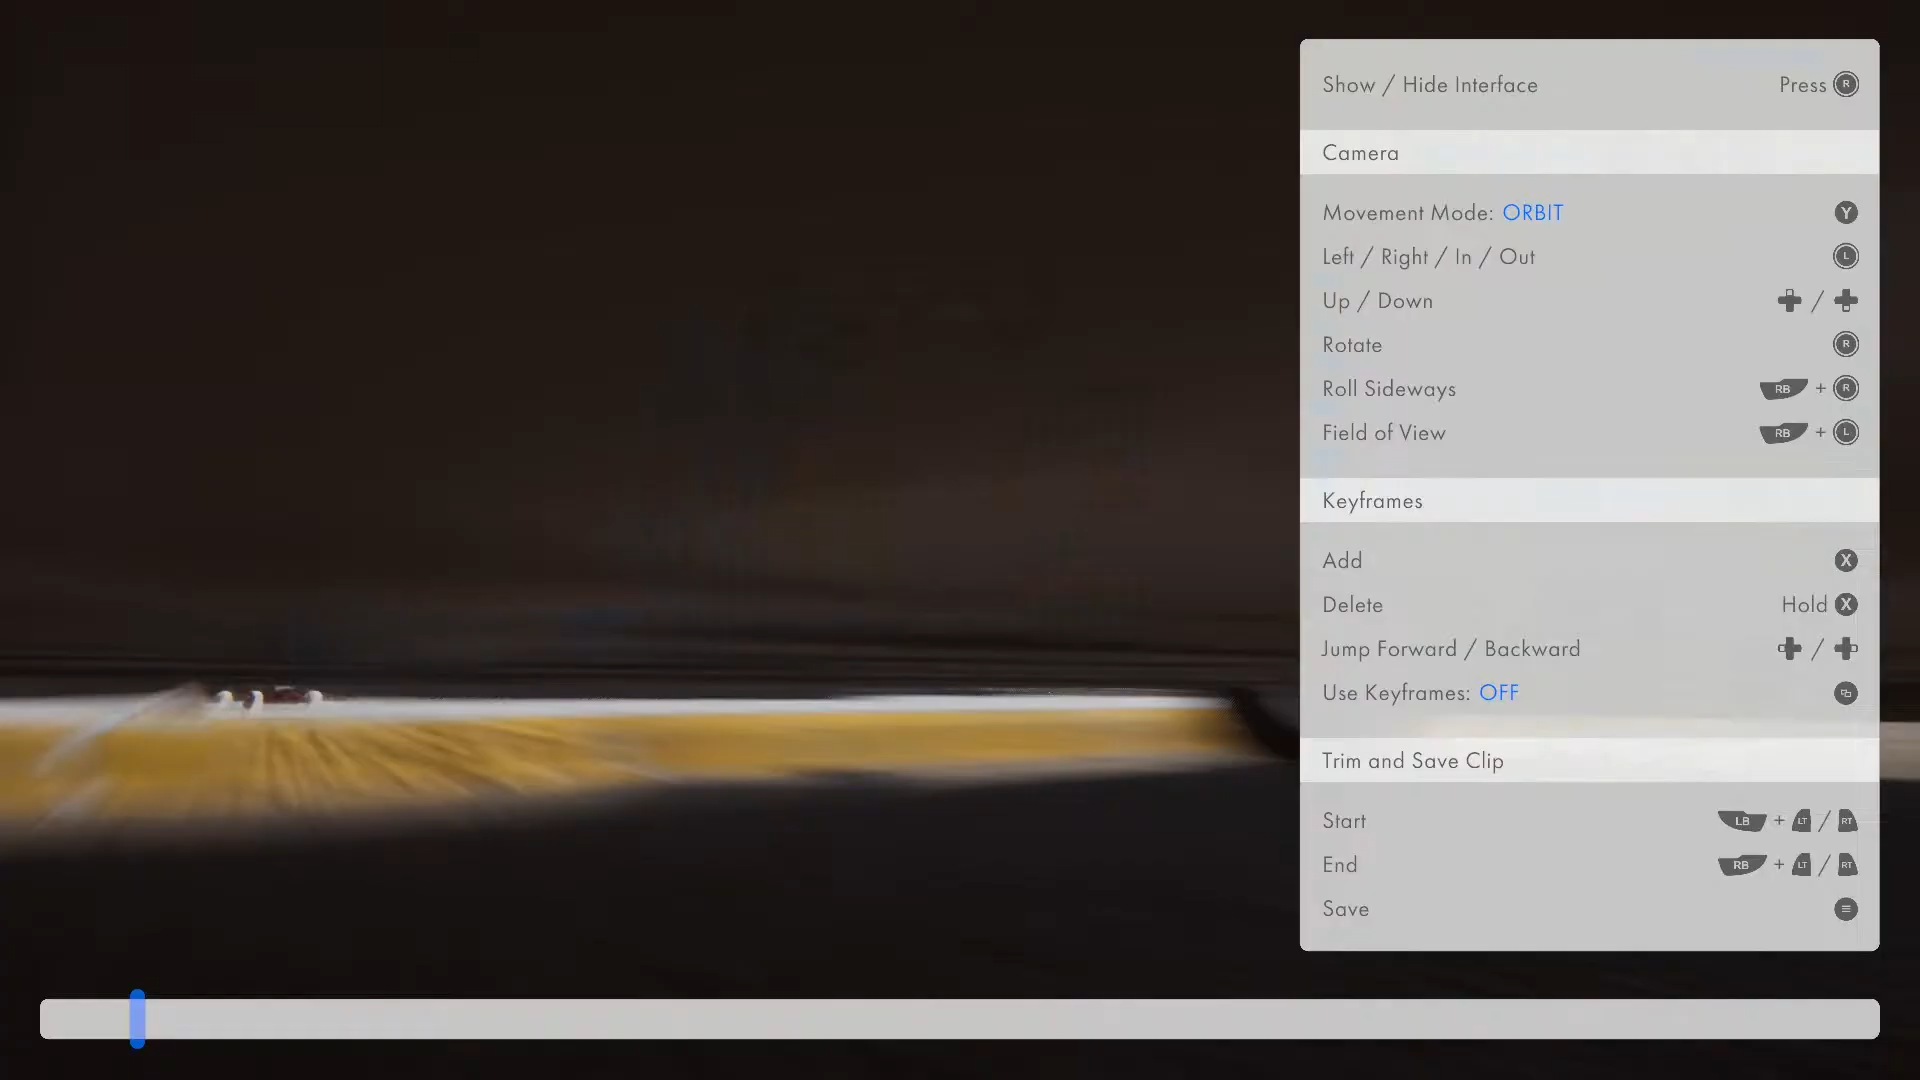 Show / Hide Interface Press R
Camera
Movement Mode: ORBIT Y
Left / Right / In / Out L
Up / Down /
Rotate R
Roll Sideways RB + R
Field of View RB + L
Keyframes
Add X
Delete Hold X
Jump Forward / Backward /
Use Keyframes: OFF
Trim and Save Clip
Start LB + LT / RT
End RB + LT / RT
Save